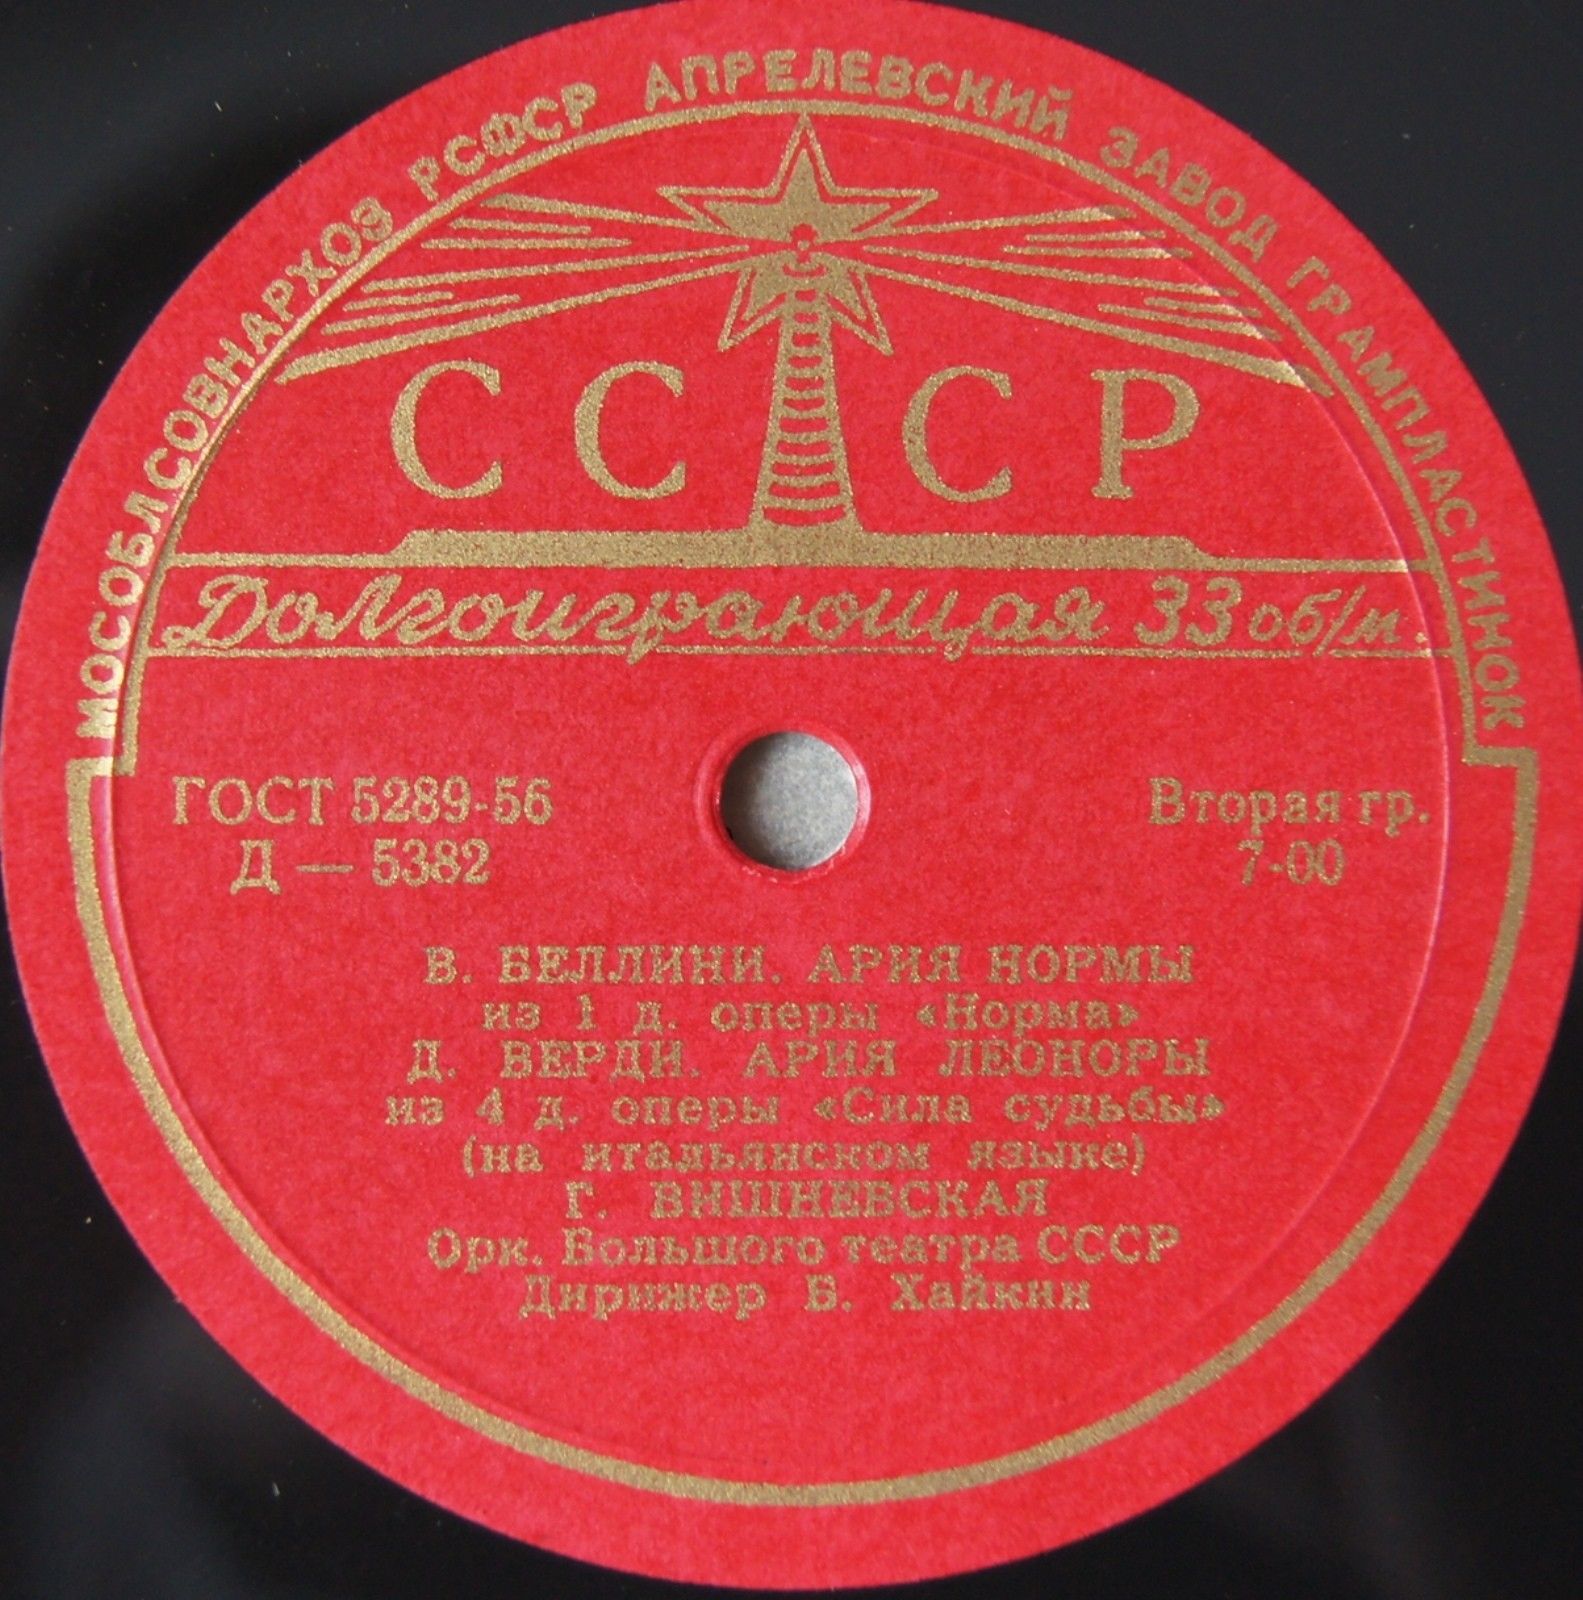 МОСОБЛСОВНАРХОЗ РСФСР АПРЕЛЕВСКИЙ ЗАВОД ГРАМПЛАСТИНОК
СССР
Долгоиграющая 33 об/м.
ГОСТ 5289-56
Д — 5382
Вторая гр.
7-00
В. БЕЛЛИНИ. АРИЯ НОРМЫ
из 1 д. оперы «Норма»
Д. ВЕРДИ. АРИЯ ЛЕОНОРЫ
из 4 д. оперы «Сила судьбы»
(на итальянском языке)
Г. ВИШНЕВСКАЯ
Орк. Большого театра СССР
Дирижер Б. Хайкин